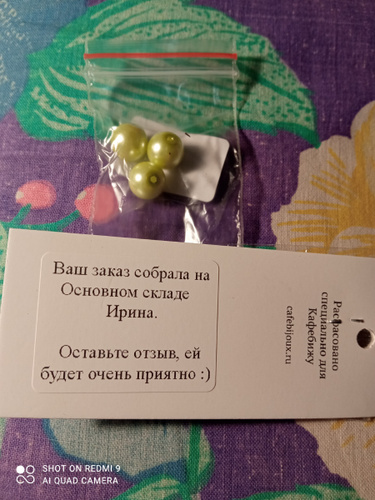 Ваш заказ собрала на
Основном складе
Ирина.
Оставьте отзыв, ей
будет очень приятно :)
Расфасовано
специально для
Кафебижу
cafebijoux.ru
SHOT ON REDMI 9
AI QUAD CAMERA